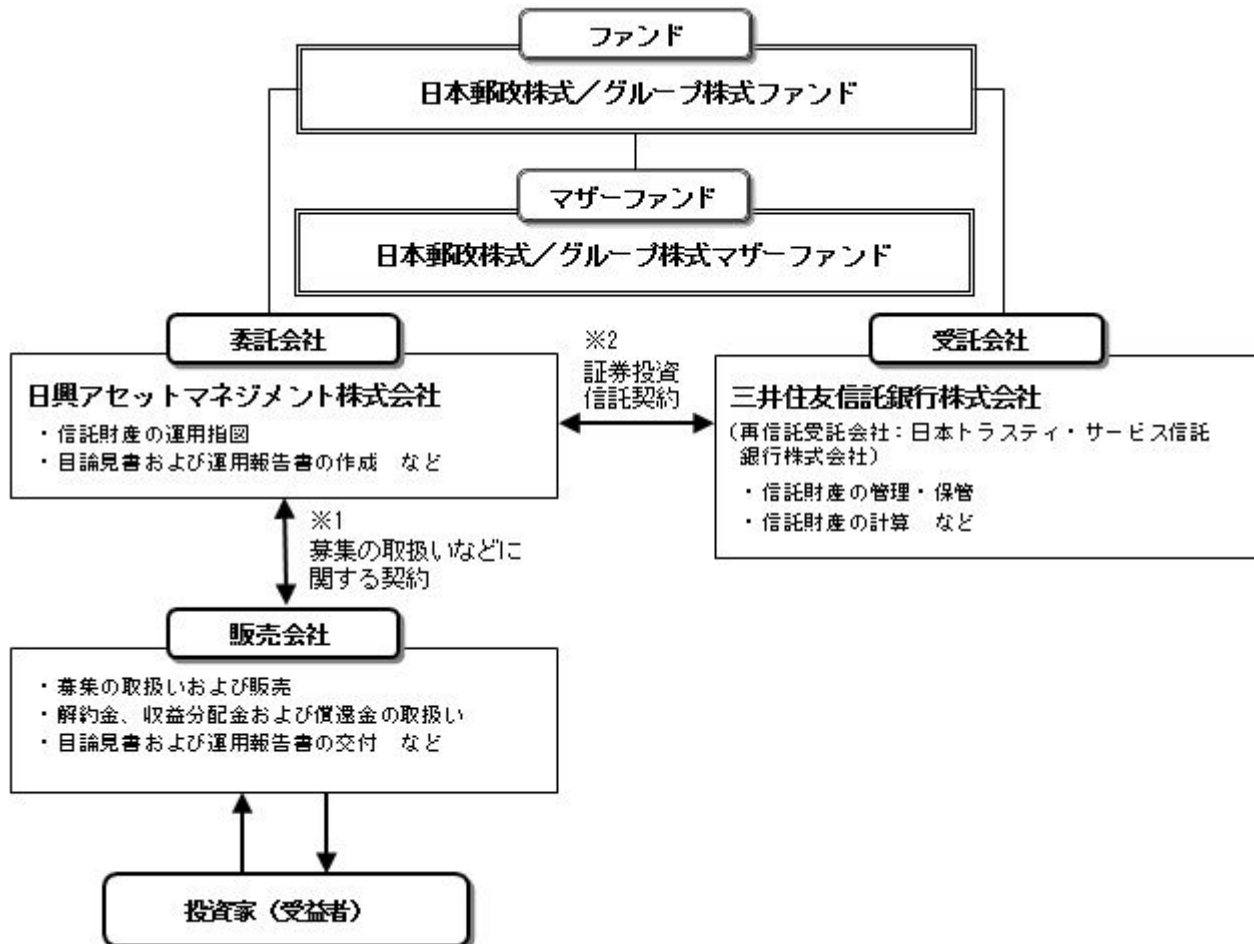 ファンド
日本郵政株式／グループ株式ファンド
マザーファンド
日本郵政株式／グループ株式マザーファンド
委託会社
日興アセットマネジメント株式会社
・信託財産の運用指図
・目論見書および運用報告書の作成　など
※2
証券投資
信託契約
受託会社
三井住友信託銀行株式会社
（再信託受託会社：日本トラスティ・サービス信託
銀行株式会社）
・信託財産の管理・保管
・信託財産の計算　など
※1
募集の取扱いなどに
関する契約
販売会社
・募集の取扱いおよび販売
・解約金、収益分配金および償還金の取扱い
・目論見書および運用報告書の交付　など
投資家（受益者）